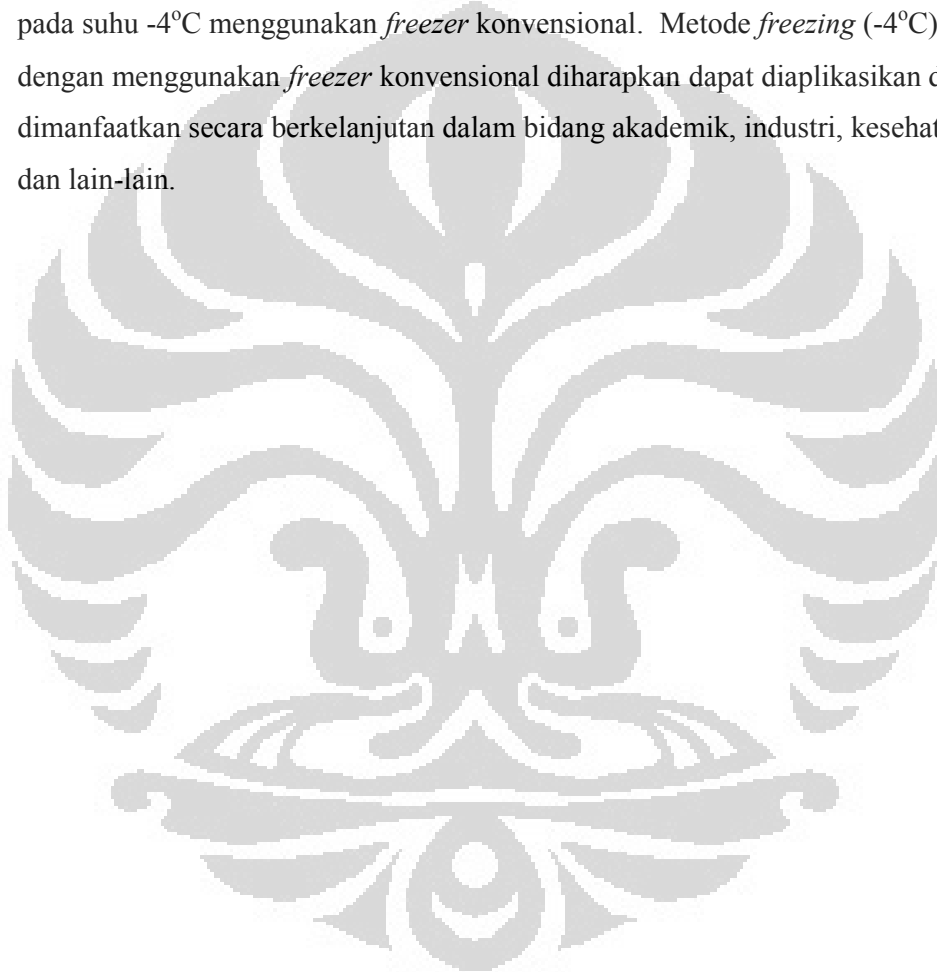 pada suhu -4°C menggunakan freezer konvensional. Metode freezing (-4°C)
dengan menggunakan freezer konvensional diharapkan dapat diaplikasikan
dimanfaatkan secara berkelanjutan dalam bidang akademik, industri,
dan lain-lain.